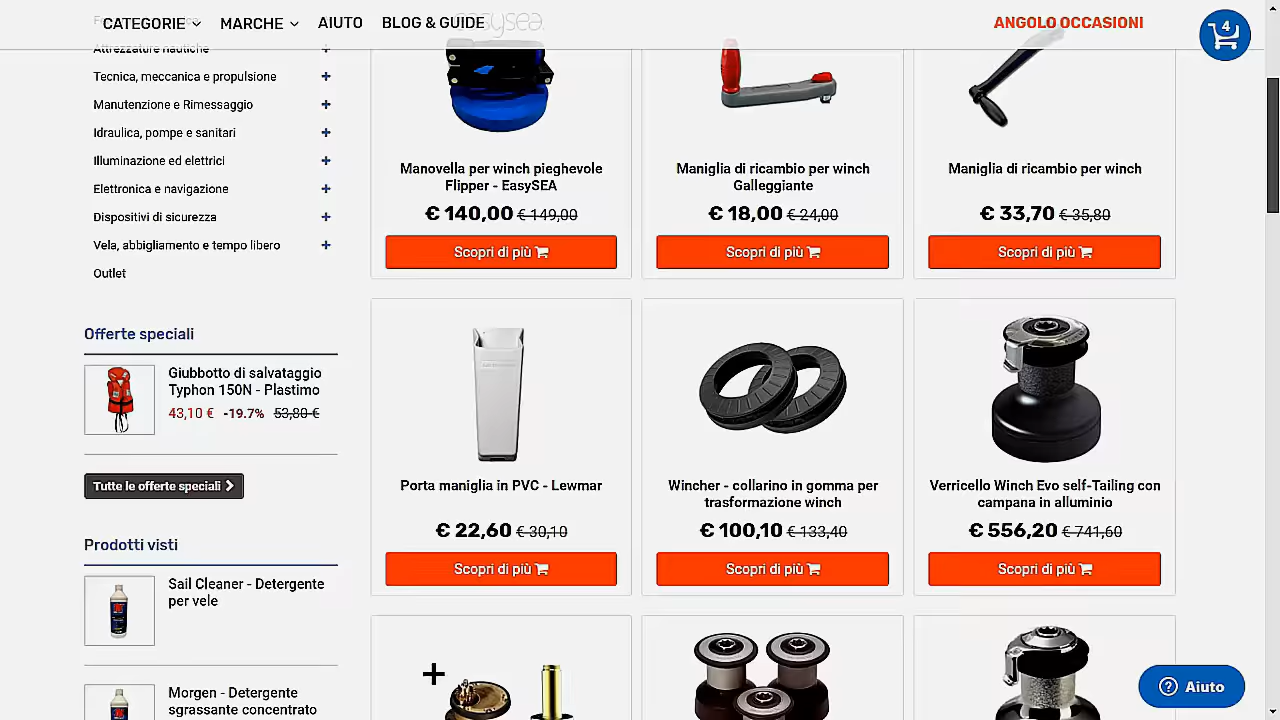 CATEGORIE
MARCHE
AIUTO
BLOG & GUIDE
easysea
ANGOLO OCCASIONI
4
Attrezzature nautiche
Tecnica, meccanica e propulsione
Manutenzione e Rimessaggio
Idraulica, pompe e sanitari
Illuminazione ed elettrici
Elettronica e navigazione
Dispositivi di sicurezza
Vela, abbigliamento e tempo libero
Outlet
Offerte speciali
Giubbotto di salvataggio
Typhon 150N - Plastimo
43,10 € -19.7% 53,80 €
Tutte le offerte speciali
Prodotti visti
Sail Cleaner - Detergente
per vele
Morgen - Detergente
sgrassante concentrato
Manovella per winch pieghevole
Flipper - EasySEA
€ 140,00 € 149,00
Scopri di più
Maniglia di ricambio per winch
Galleggiante
€ 18,00 € 24,00
Scopri di più
Maniglia di ricambio per winch
€ 33,70 € 35,80
Scopri di più
Porta maniglia in PVC - Lewmar
€ 22,60 € 30,10
Scopri di più
Wincher - collarino in gomma per
trasformazione winch
€ 100,10 € 133,40
Scopri di più
Verricello Winch Evo self-Tailing con
campana in alluminio
€ 556,20 € 741,60
Scopri di più
Aiuto